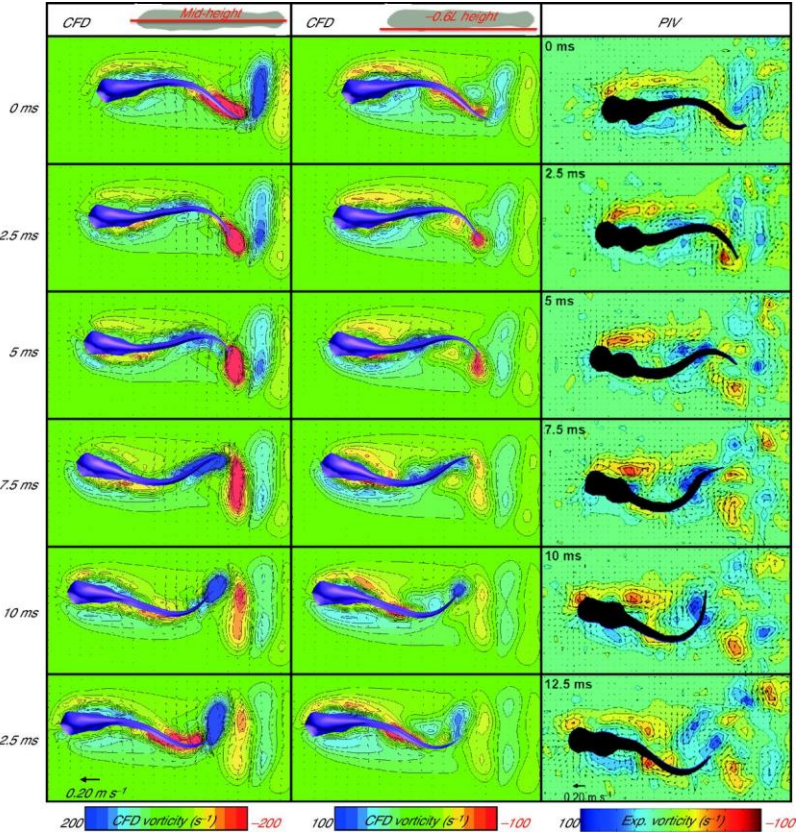 CFD Mid-height CFD –0.6L height PIV
0 ms 0 ms
2.5 ms 2.5 ms
5 ms 5 ms
7.5 ms 7.5 ms
10 ms 10 ms
2.5 ms 12.5 ms
0.20 m s⁻¹ 0.20 m s⁻¹
200 CFD vorticity (s⁻¹) –200 100 CFD vorticity (s⁻¹) –100 100 Exp. vorticity (s⁻¹) –100